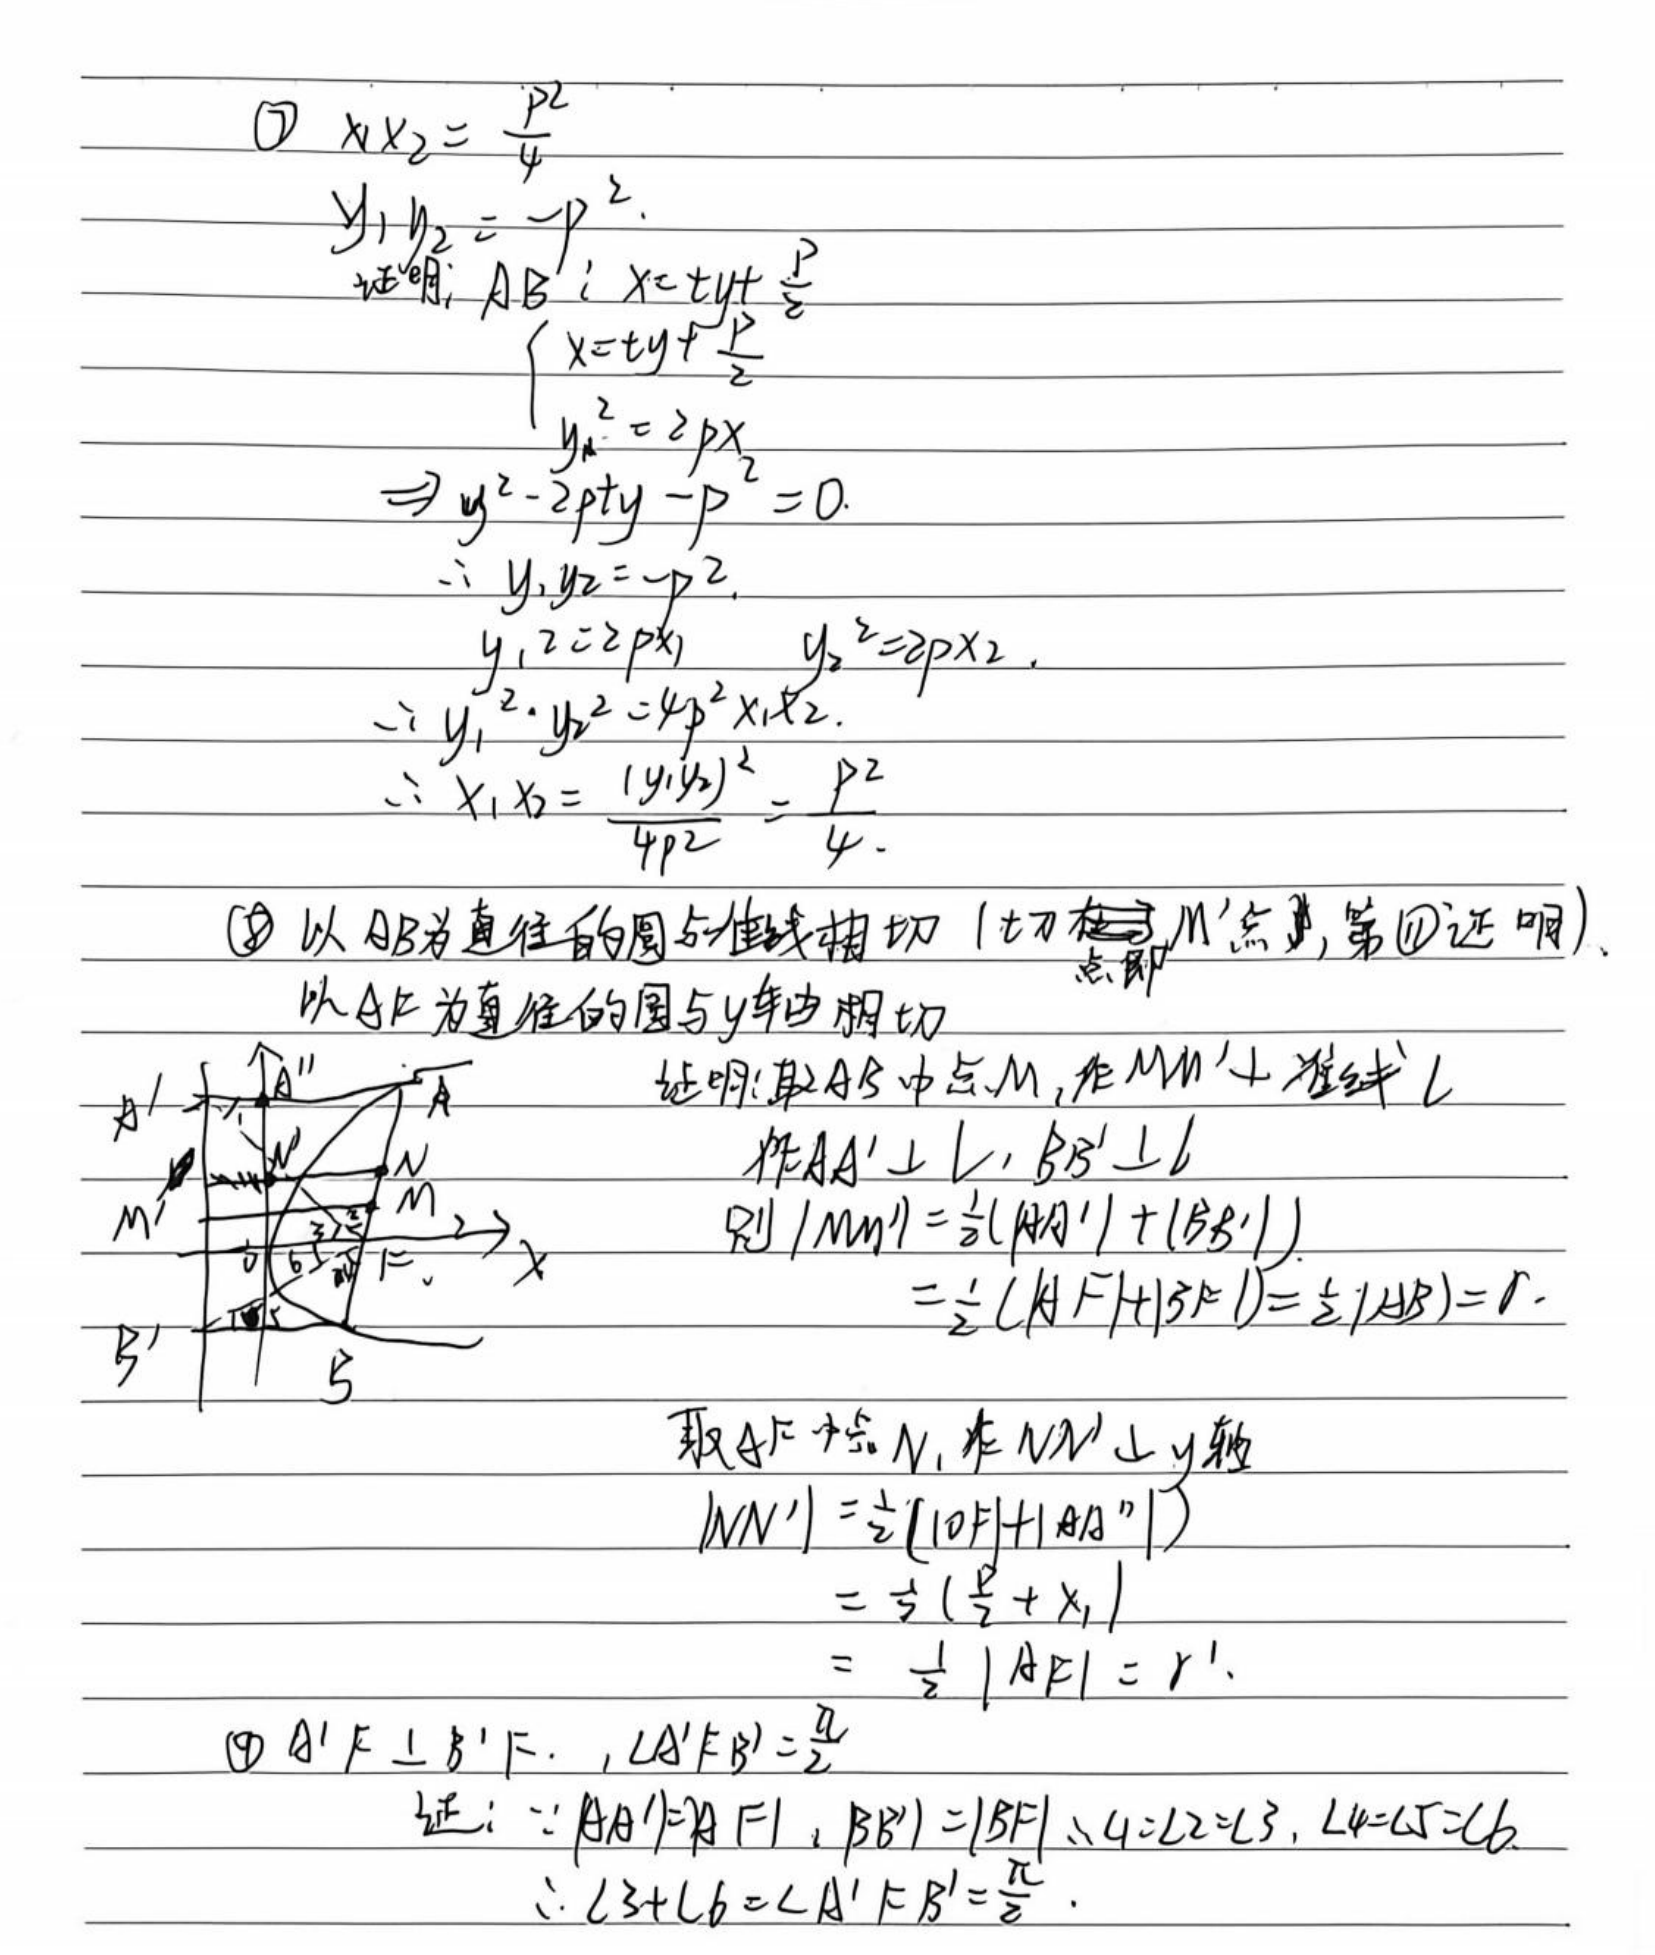 ⑦ x₁x₂ = p²/4
y₁y₂ = -p².
证明: AB: x=ty+p/2
{ x=ty+p/2
y² = 2px
⇒ y²-2pty-p²=0.
∴ y₁y₂=-p².
y₁²=2px₁ y₂²=2px₂.
∴ y₁²·y₂²=4p²x₁x₂.
∴ x₁x₂ = (y₁y₂)²/4p² = p²/4.
⑧ 以AB为直径的圆与准线相切 (切点即M'点, 第⑪证明).
以AF为直径的圆与y轴相切
证明: 取AB中点M, 作MM'⊥准线l
作AA'⊥l, BB'⊥l
则|MM'|=1/2(|AA'|+|BB'|)
=1/2(|AF|+|BF|)=1/2|AB|=r.
A' A'' A
N' N
M' M
0 F x
B' B
取AF中点N, 作NN'⊥y轴
|NN'|=1/2(|OF|+|AA''|)
=1/2(p/2+x₁)
=1/2|AF|=r'.
⑨ A'F⊥B'F. , ∠A'FB'=π/2
证: ∵|AA'|=|AF|, |BB'|=|BF| ∴∠1=∠2=∠3, ∠4=∠5=∠6.
∴∠3+∠6=∠A'FB'=π/2.